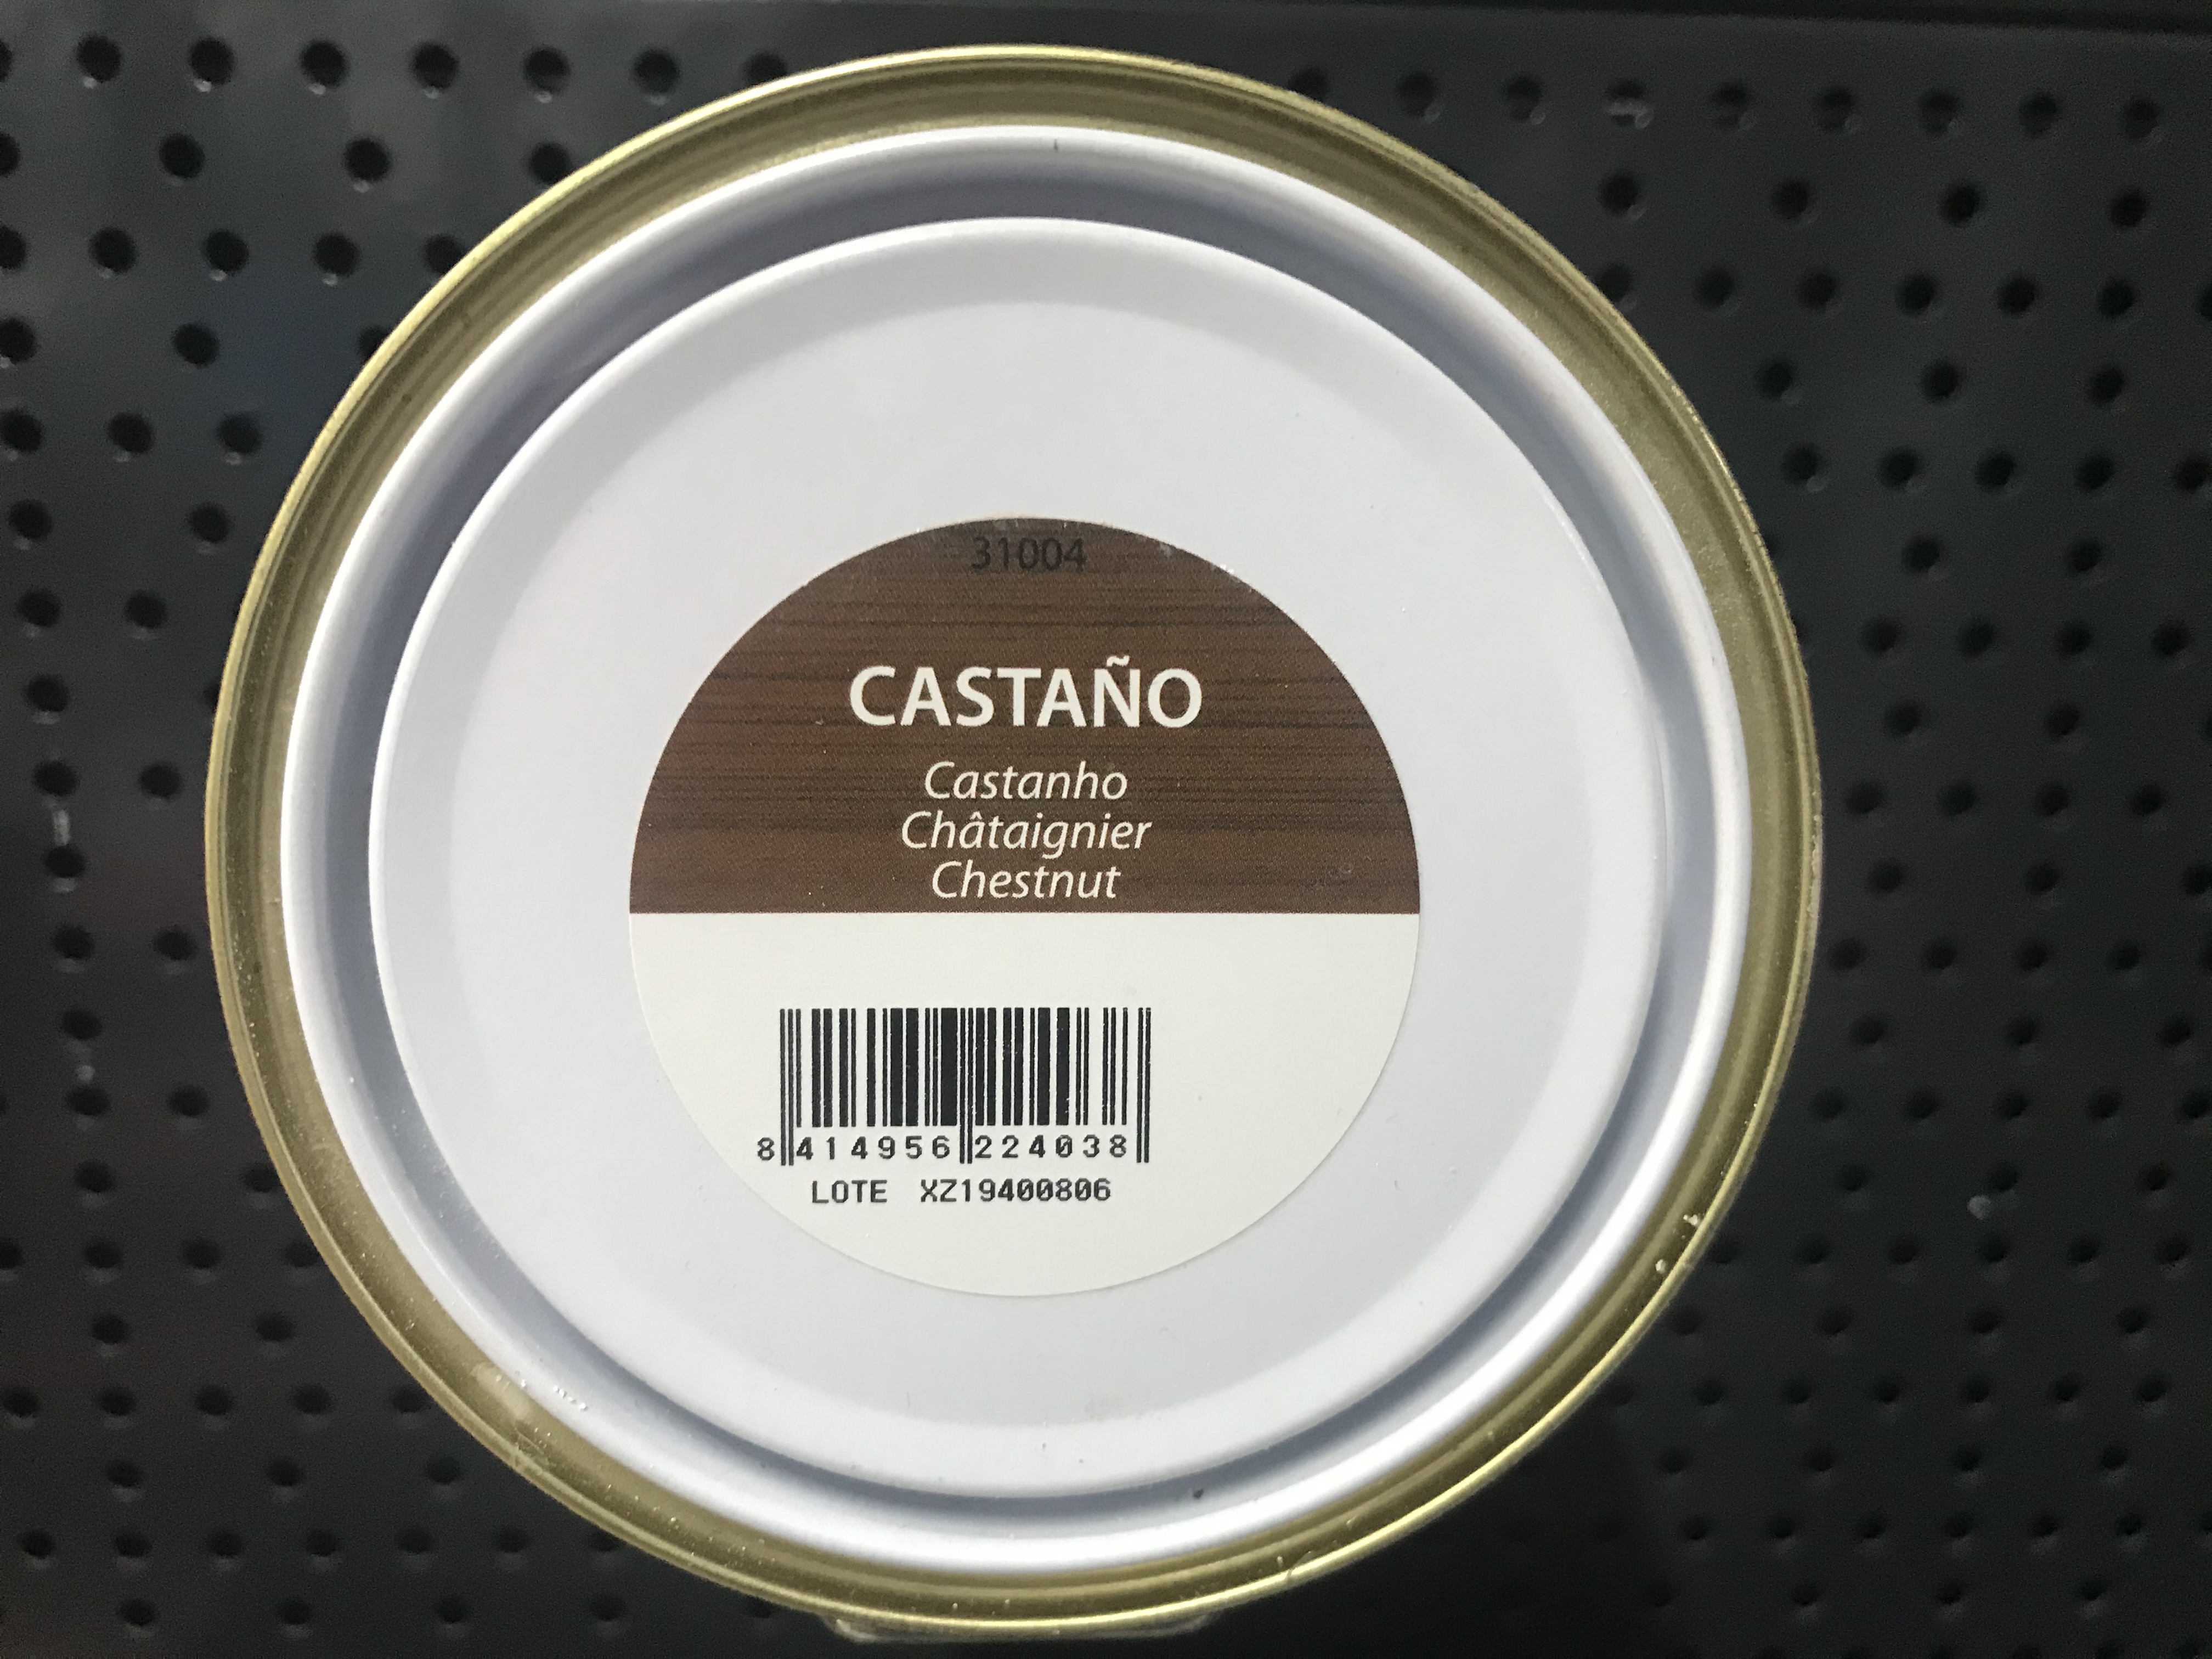 31004
CASTAÑO
Castanho
Châtaignier
Chestnut
8 414956 224038
LOTE XZ19400806